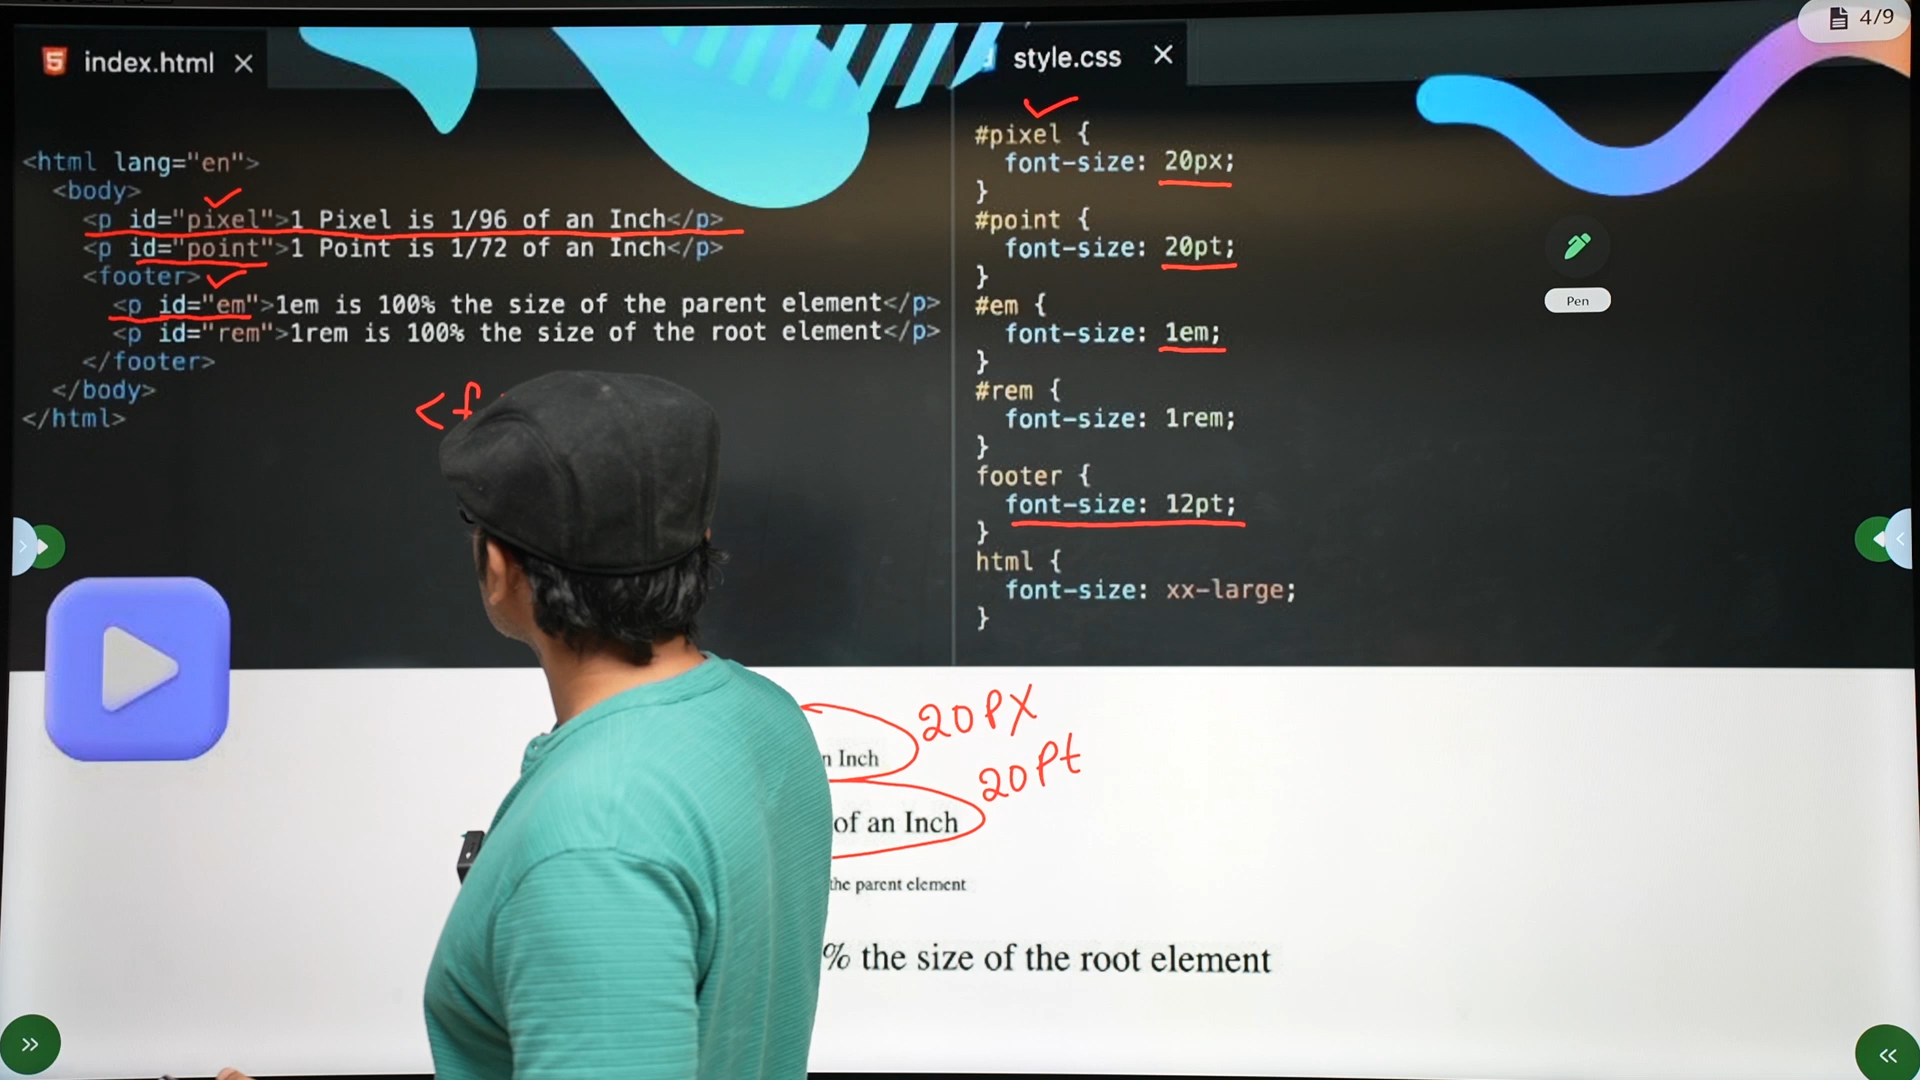 4/9
index.html ×
style.css ×
<html lang="en">
<body>
<p id="pixel">1 Pixel is 1/96 of an Inch</p>
<p id="point">1 Point is 1/72 of an Inch</p>
<footer>
<p id="em">1em is 100% the size of the parent element</p>
<p id="rem">1rem is 100% the size of the root element</p>
</footer>
</body>
</html>
<f
#pixel {
font-size: 20px;
}
#point {
font-size: 20pt;
}
#em {
font-size: 1em;
}
#rem {
font-size: 1rem;
}
footer {
font-size: 12pt;
}
html {
font-size: xx-large;
}
Pen
n Inch
20PX
of an Inch
20Pt
the parent element
% the size of the root element